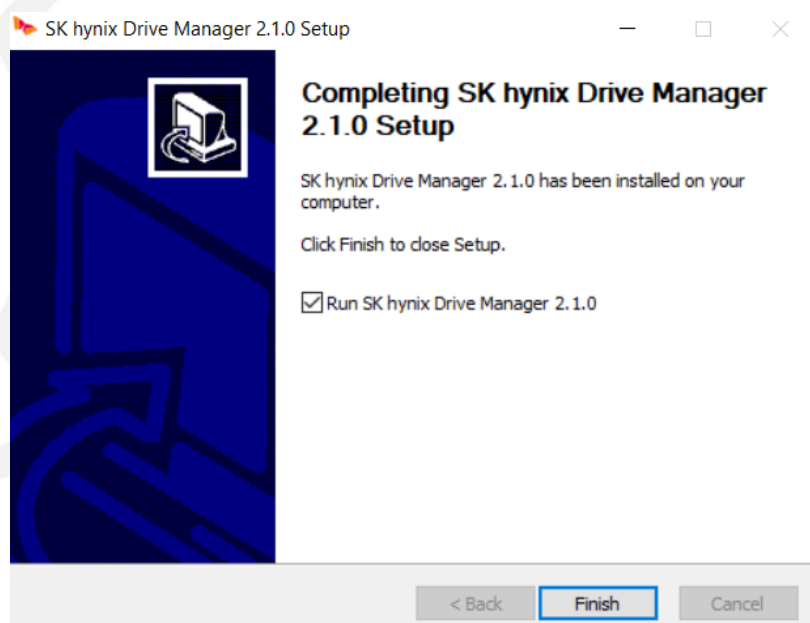 SK hynix Drive Manager 2.1.0 Setup
Completing SK hynix Drive Manager
2.1.0 Setup
SK hynix Drive Manager 2.1.0 has been installed on your
computer.
Click Finish to close Setup.
Run SK hynix Drive Manager 2.1.0
< Back Finish Cancel